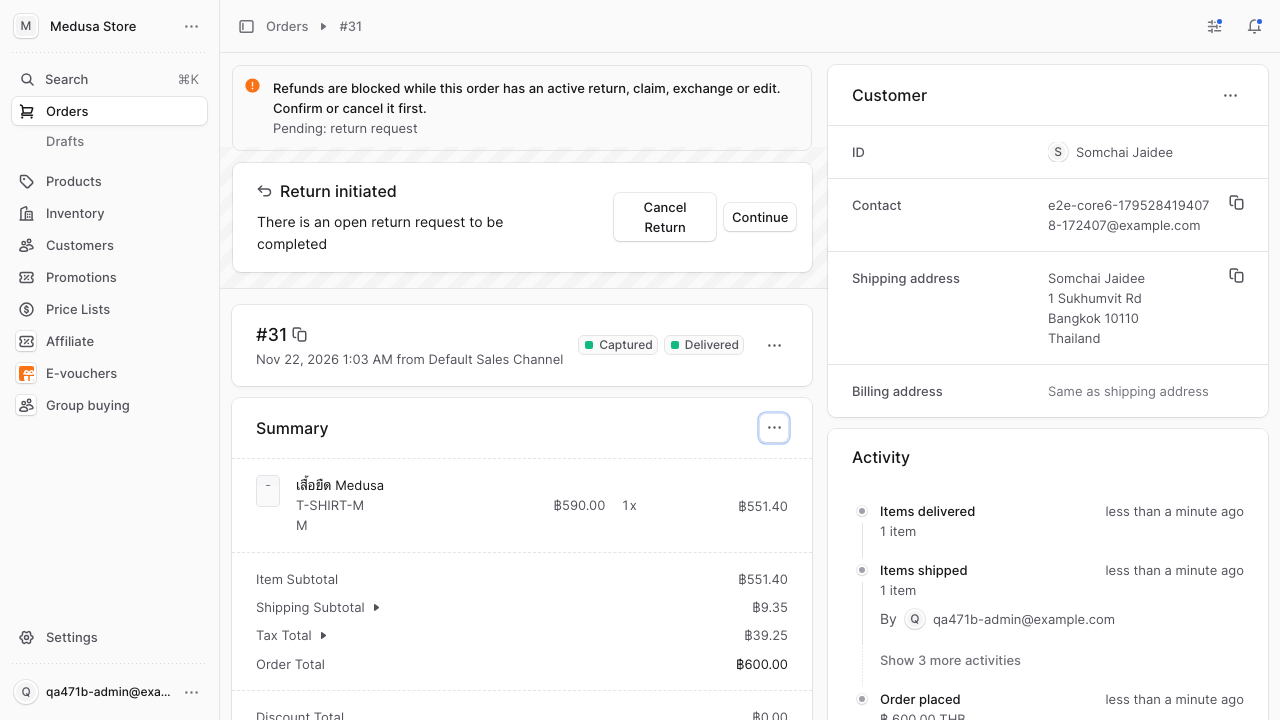 M
Medusa Store
Search
⌘K
Orders
Drafts
Products
Inventory
Customers
Promotions
Price Lists
Affiliate
E-vouchers
Group buying
Settings
Q
qa471b-admin@exa...
Orders
#31
Refunds are blocked while this order has an active return, claim, exchange or edit.
Confirm or cancel it first.
Pending: return request
Return initiated
There is an open return request to be
completed
Cancel
Return
Continue
#31
Nov 22, 2026 1:03 AM from Default Sales Channel
Captured
Delivered
Summary
-
เสื้อยืด Medusa
T-SHIRT-M
M
฿590.00
1x
฿551.40
Item Subtotal
฿551.40
Shipping Subtotal
฿9.35
Tax Total
฿39.25
Order Total
฿600.00
Discount Total
฿0.00
Customer
ID
S
Somchai Jaidee
Contact
e2e-core6-179528419407
8-172407@example.com
Shipping address
Somchai Jaidee
1 Sukhumvit Rd
Bangkok 10110
Thailand
Billing address
Same as shipping address
Activity
Items delivered
less than a minute ago
1 item
Items shipped
less than a minute ago
1 item
By
Q
qa471b-admin@example.com
Show 3 more activities
Order placed
less than a minute ago
฿ 600.00 THB